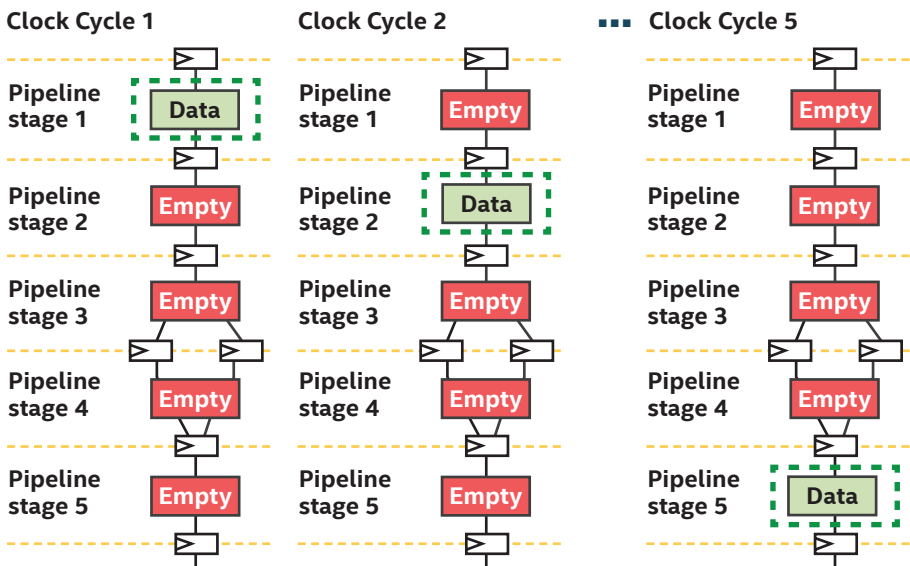 Clock Cycle 1
Pipeline
stage 1
Data
Pipeline
stage 2
Empty
Pipeline
stage 3
Empty
Pipeline
stage 4
Empty
Pipeline
stage 5
Empty
Clock Cycle 2
Pipeline
stage 1
Empty
Pipeline
stage 2
Data
Pipeline
stage 3
Empty
Pipeline
stage 4
Empty
Pipeline
stage 5
Empty
Clock Cycle 5
Pipeline
stage 1
Empty
Pipeline
stage 2
Empty
Pipeline
stage 3
Empty
Pipeline
stage 4
Empty
Pipeline
stage 5
Data